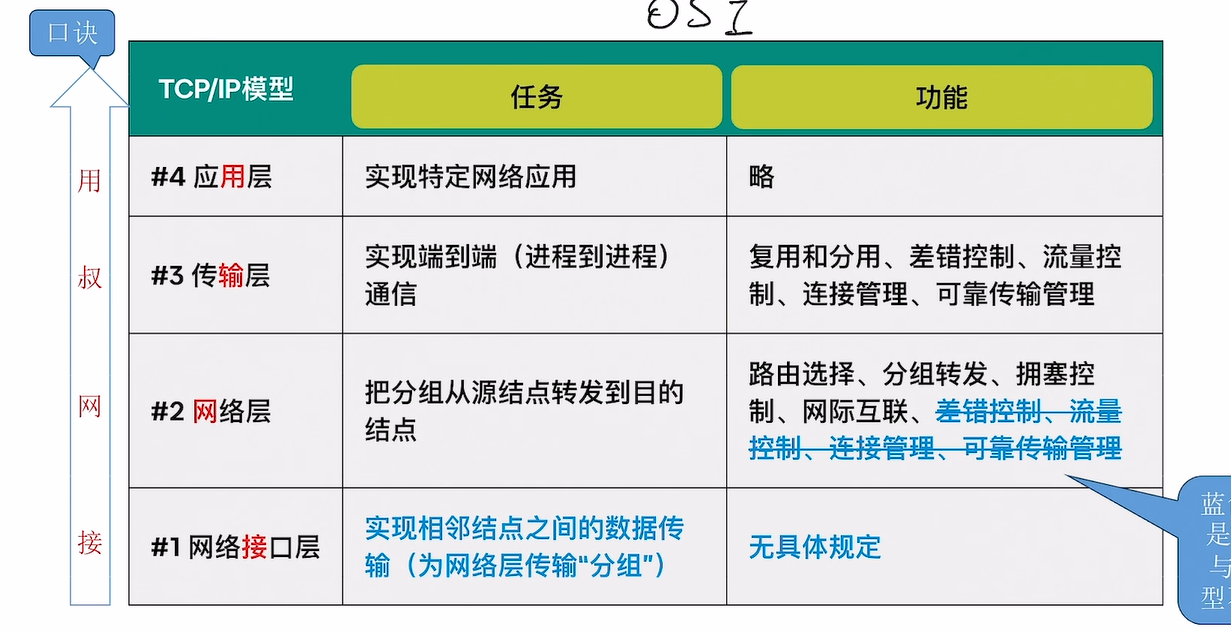 OSI
口诀
TCP/IP模型
任务
功能
用
#4 应用层
实现特定网络应用
略
叔
#3 传输层
实现端到端（进程到进程）
通信
复用和分用、差错控制、流量控
制、连接管理、可靠传输管理
网
#2 网络层
把分组从源结点转发到目的
结点
路由选择、分组转发、拥塞控
制、网际互联、差错控制、流量
控制、连接管理、可靠传输管理
接
#1 网络接口层
实现相邻结点之间的数据传
输（为网络层传输“分组”）
无具体规定
蓝
是
与
型